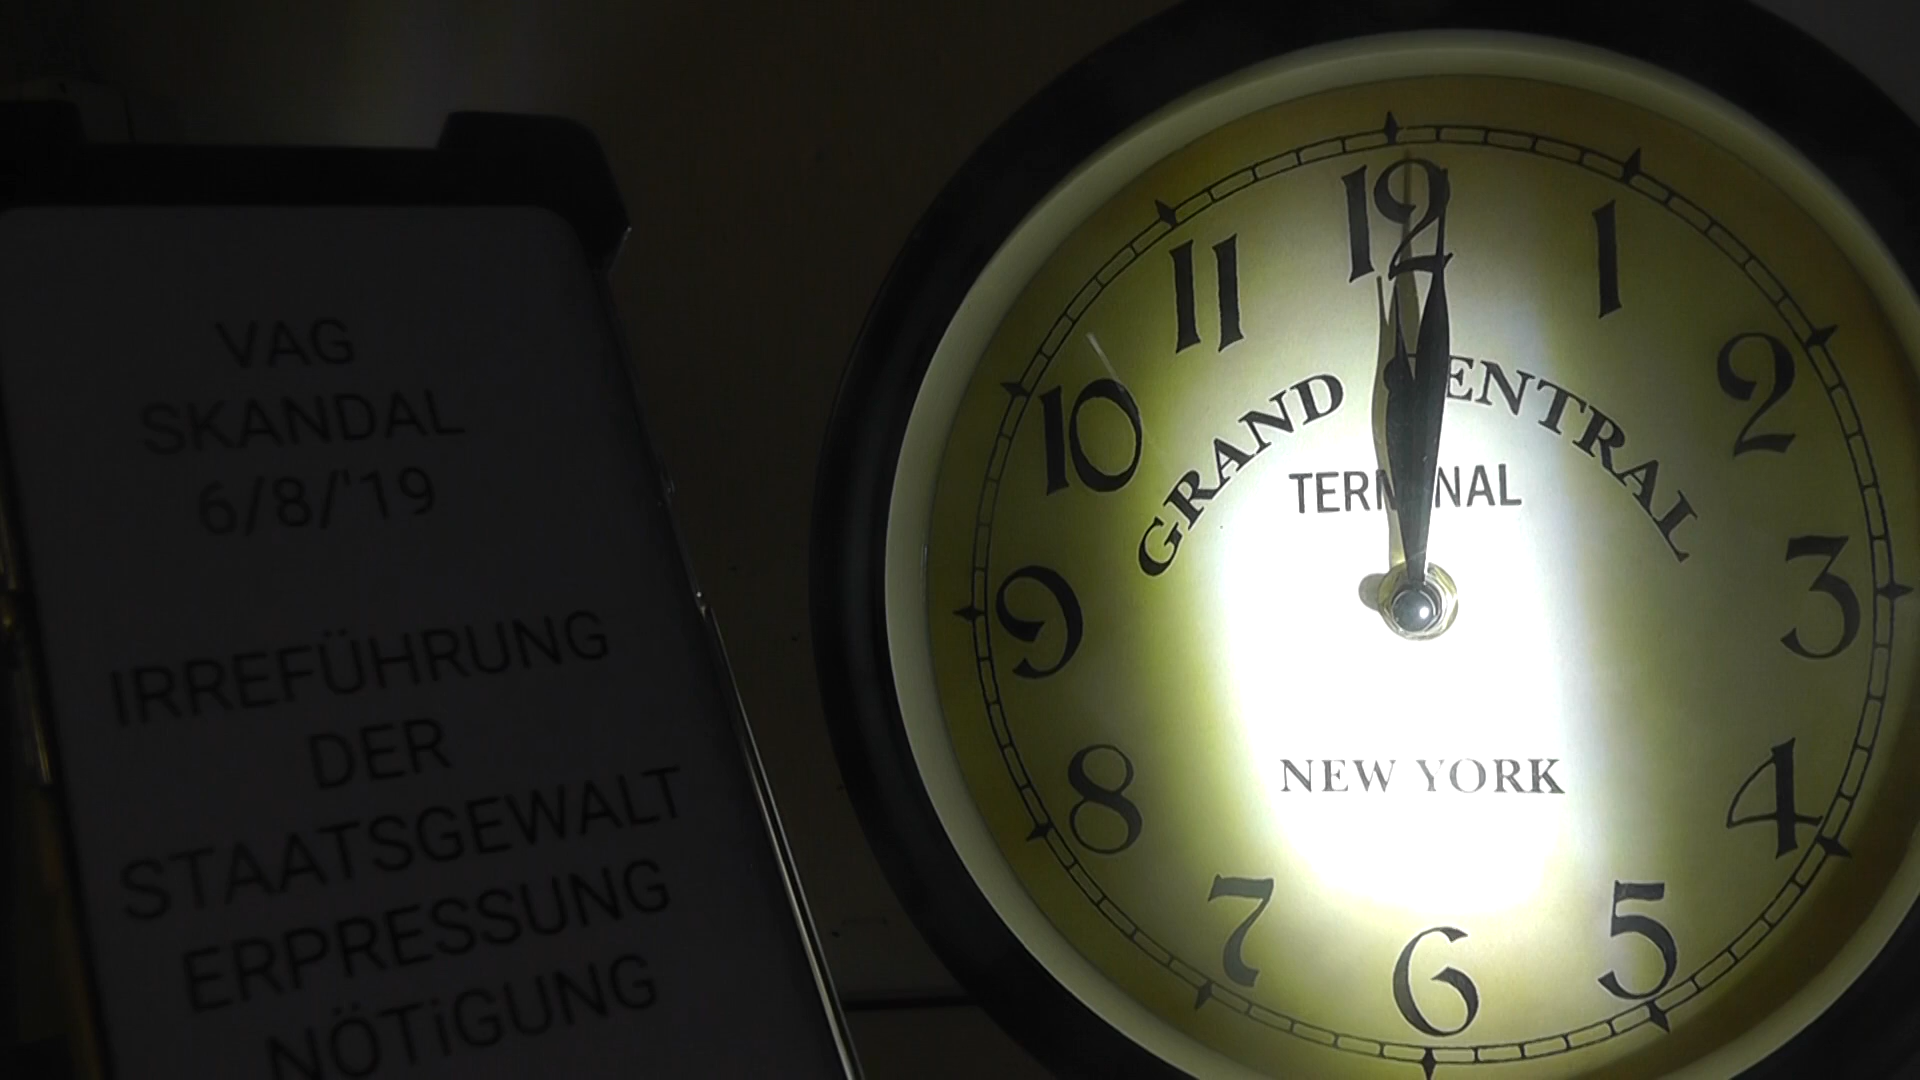 VAG
SKANDAL
6/8/'19
IRREFÜHRUNG
DER
STAATSGEWALT
ERPRESSUNG
NÖTiGUNG
12
1
2
3
4
5
6
7
8
9
10
11
GRAND CENTRAL
TERMINAL
NEW YORK